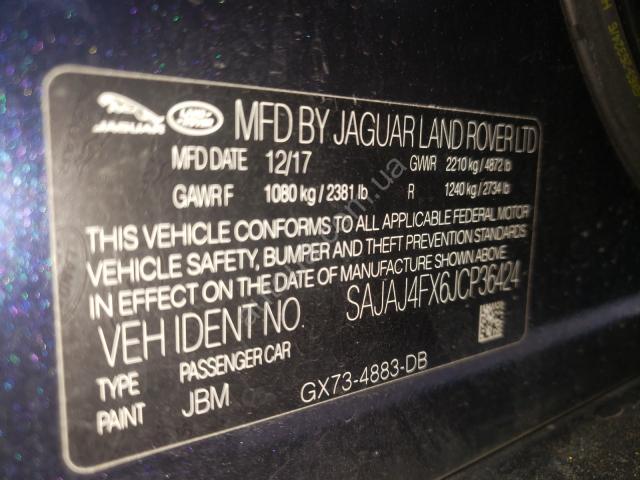 JAGUAR LAND ROVER MFD BY JAGUAR LAND ROVER LTD
MFD DATE 12/17 GVWR 2210 kg / 4872 lb
GAWR F 1080 kg / 2381 lb R 1240 kg / 2734 lb
THIS VEHICLE CONFORMS TO ALL APPLICABLE FEDERAL MOTOR
VEHICLE SAFETY, BUMPER AND THEFT PREVENTION STANDARDS
IN EFFECT ON THE DATE OF MANUFACTURE SHOWN ABOVE
VEH IDENT NO. SAJAJ4FX6JCP36424
TYPE PASSENGER CAR
PAINT JBM GX73-4883-DB